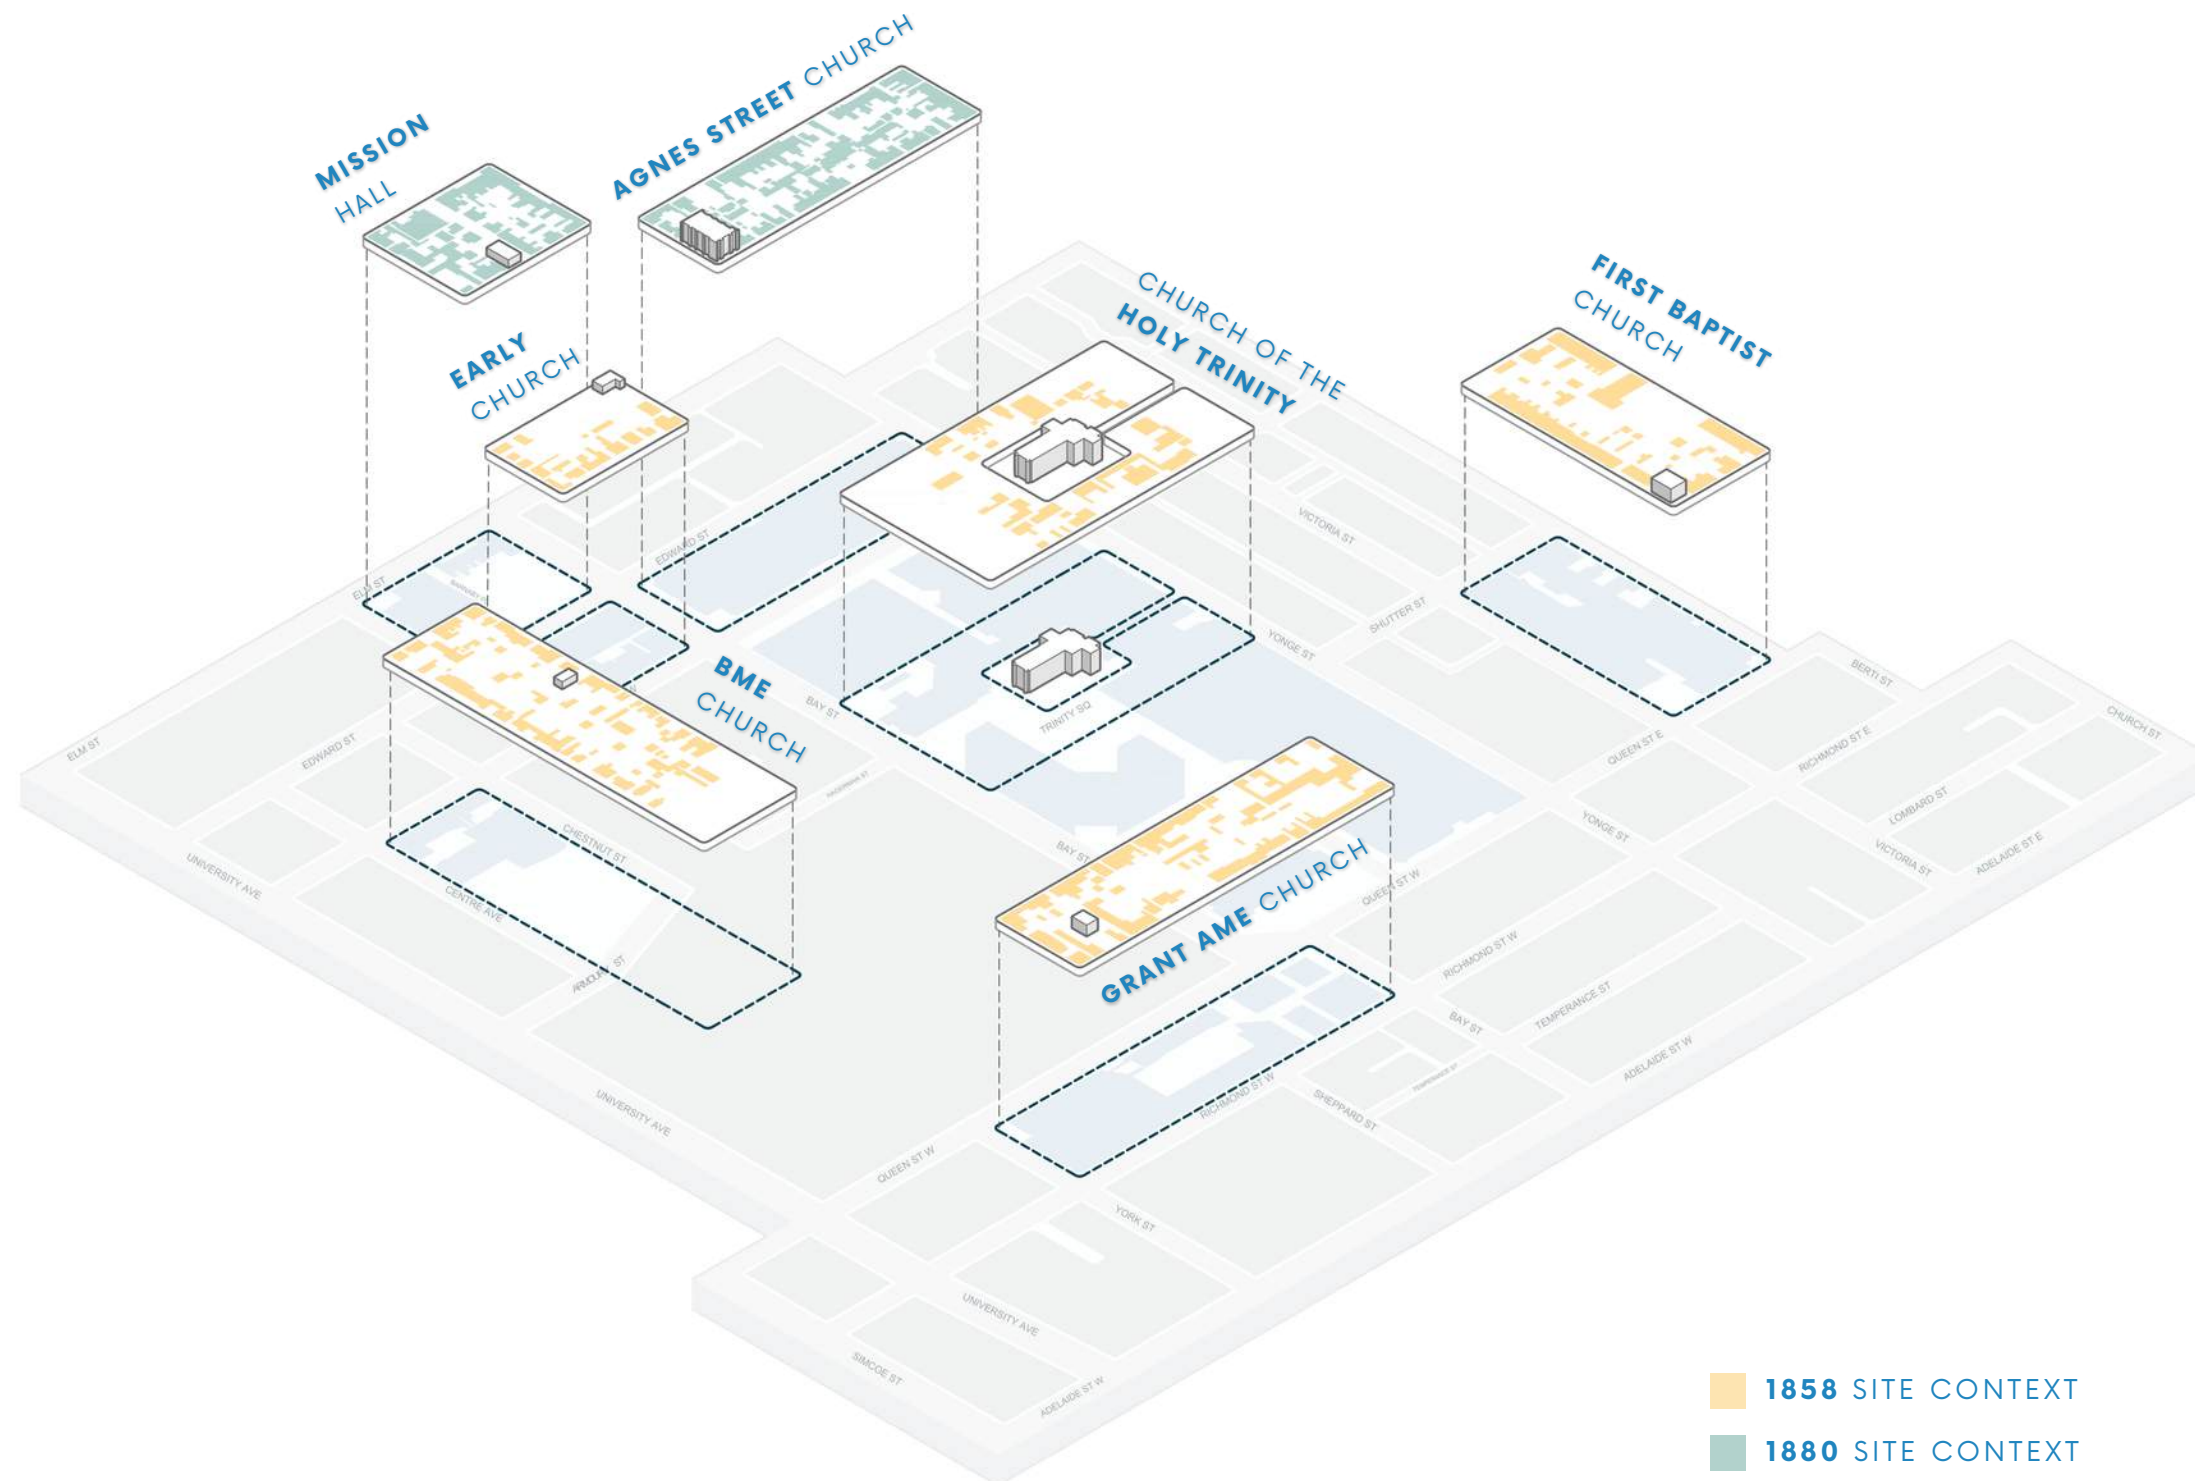 AGNES STREET CHURCH
MISSION
HALL
EARLY
CHURCH
CHURCH OF THE
HOLY TRINITY
FIRST BAPTIST
CHURCH
BME
CHURCH
GRANT AME CHURCH
EDWARD ST
ELM ST
VICTORIA ST
SHUTTER ST
YONGE ST
BERTI ST
BAY ST
TRINITY SQ
CHURCH ST
ELM ST
EDWARD ST
QUEEN ST E
RICHMOND ST E
LOMBARD ST
YONGE ST
VICTORIA ST
ADELAIDE ST E
CHESTNUT ST
UNIVERSITY AVE
CENTRE AVE
BAY ST
QUEEN ST W
ARMOURY ST
RICHMOND ST W
TEMPERANCE ST
BAY ST
ADELAIDE ST W
UNIVERSITY AVE
RICHMOND ST W
SHEPPARD ST
QUEEN ST W
YORK ST
UNIVERSITY AVE
SIMCOE ST
ADELAIDE ST W
1858 SITE CONTEXT
1880 SITE CONTEXT